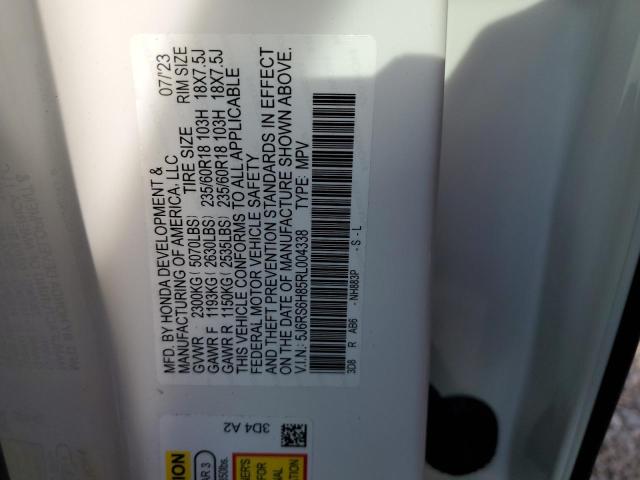 MFD. BY HONDA DEVELOPMENT & 07/'23
MANUFACTURING OF AMERICA, LLC
TIRE SIZE RIM SIZE
GVWR 2300KG ( 5070LBS)
GAWR F 1193KG ( 2630LBS) 235/60R18 103H 18X7.5J
GAWR R 1150KG ( 2535LBS) 235/60R18 103H 18X7.5J
THIS VEHICLE CONFORMS TO ALL APPLICABLE
FEDERAL MOTOR VEHICLE SAFETY
AND THEFT PREVENTION STANDARDS IN EFFECT
ON THE DATE OF MANUFACTURE SHOWN ABOVE.
V.I.N.: 5J6RS6H85RL004338 TYPE: MPV
3D8 R AB6 -NH883P -S-L
3D4 A2